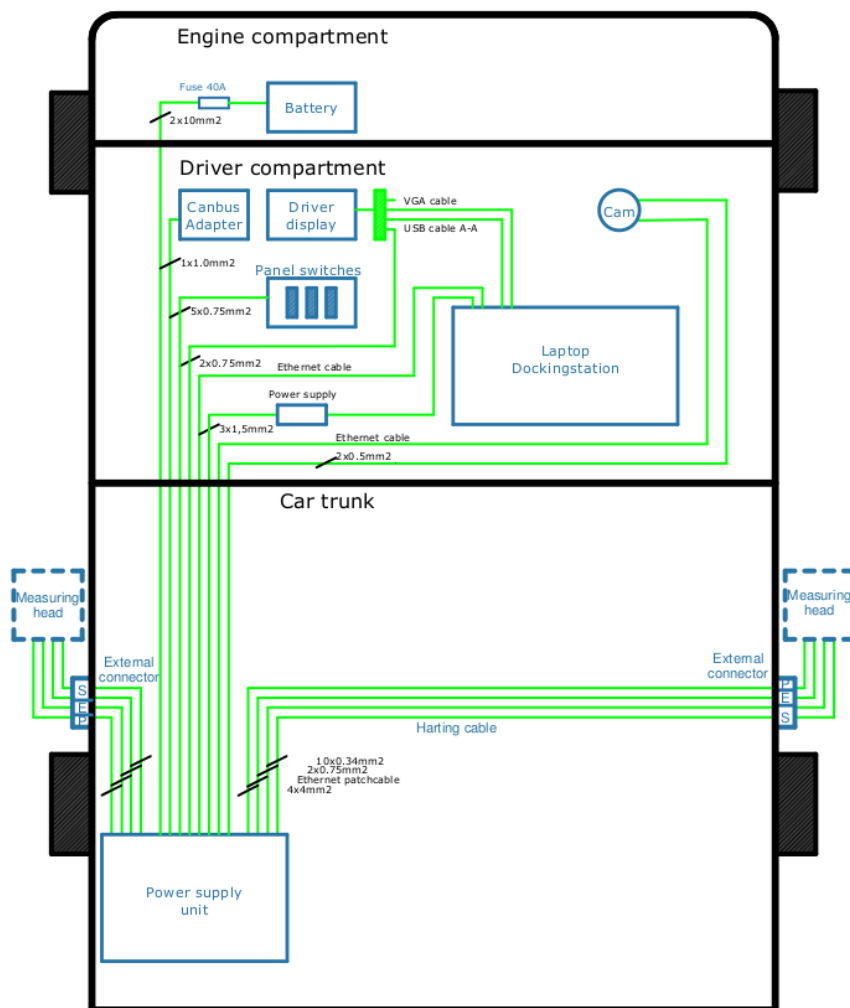 Engine compartment
Fuse 40A
Battery
2x10mm2
Driver compartment
Canbus
Adapter
Driver
display
VGA cable
USB cable A-A
Cam
1x1.0mm2
Panel switches
5x0.75mm2
2x0.75mm2
Ethernet cable
Laptop
Dockingstation
Power supply
3x1,5mm2
Ethernet cable
2x0.5mm2
Car trunk
Measuring
head
Measuring
head
External
connector
External
connector
S
E
P
P
E
S
Harting cable
10x0.34mm2
2x0.75mm2
Ethernet patchcable
4x4mm2
Power supply
unit